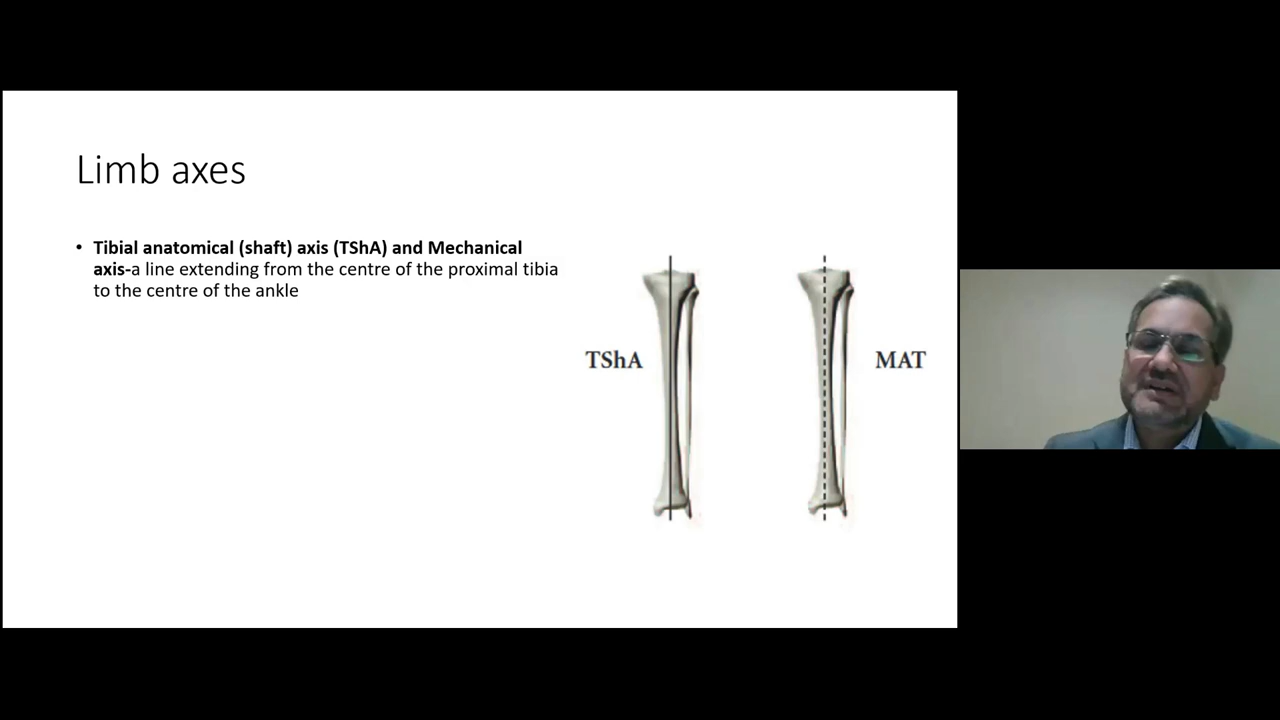 Limb axes
• Tibial anatomical (shaft) axis (TShA) and Mechanical
axis-a line extending from the centre of the proximal tibia
to the centre of the ankle
TShA
MAT